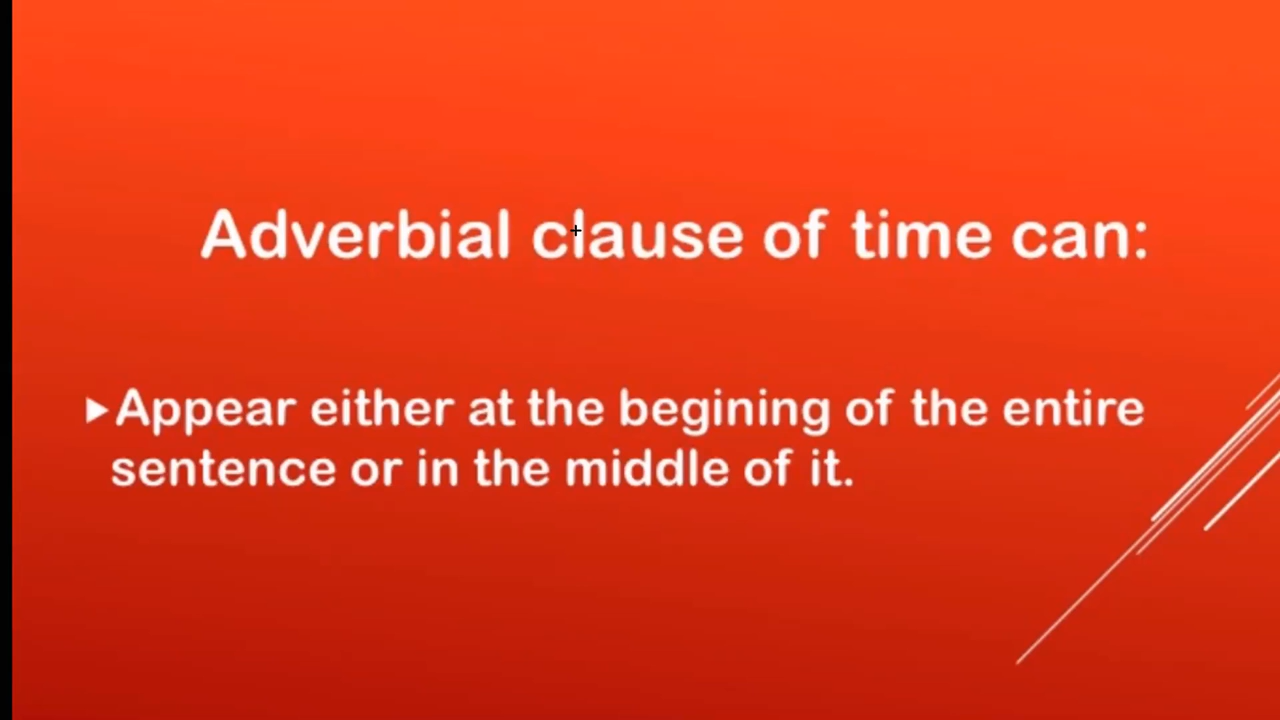 Adverbial clause of time can:
Appear either at the begining of the entire
sentence or in the middle of it.